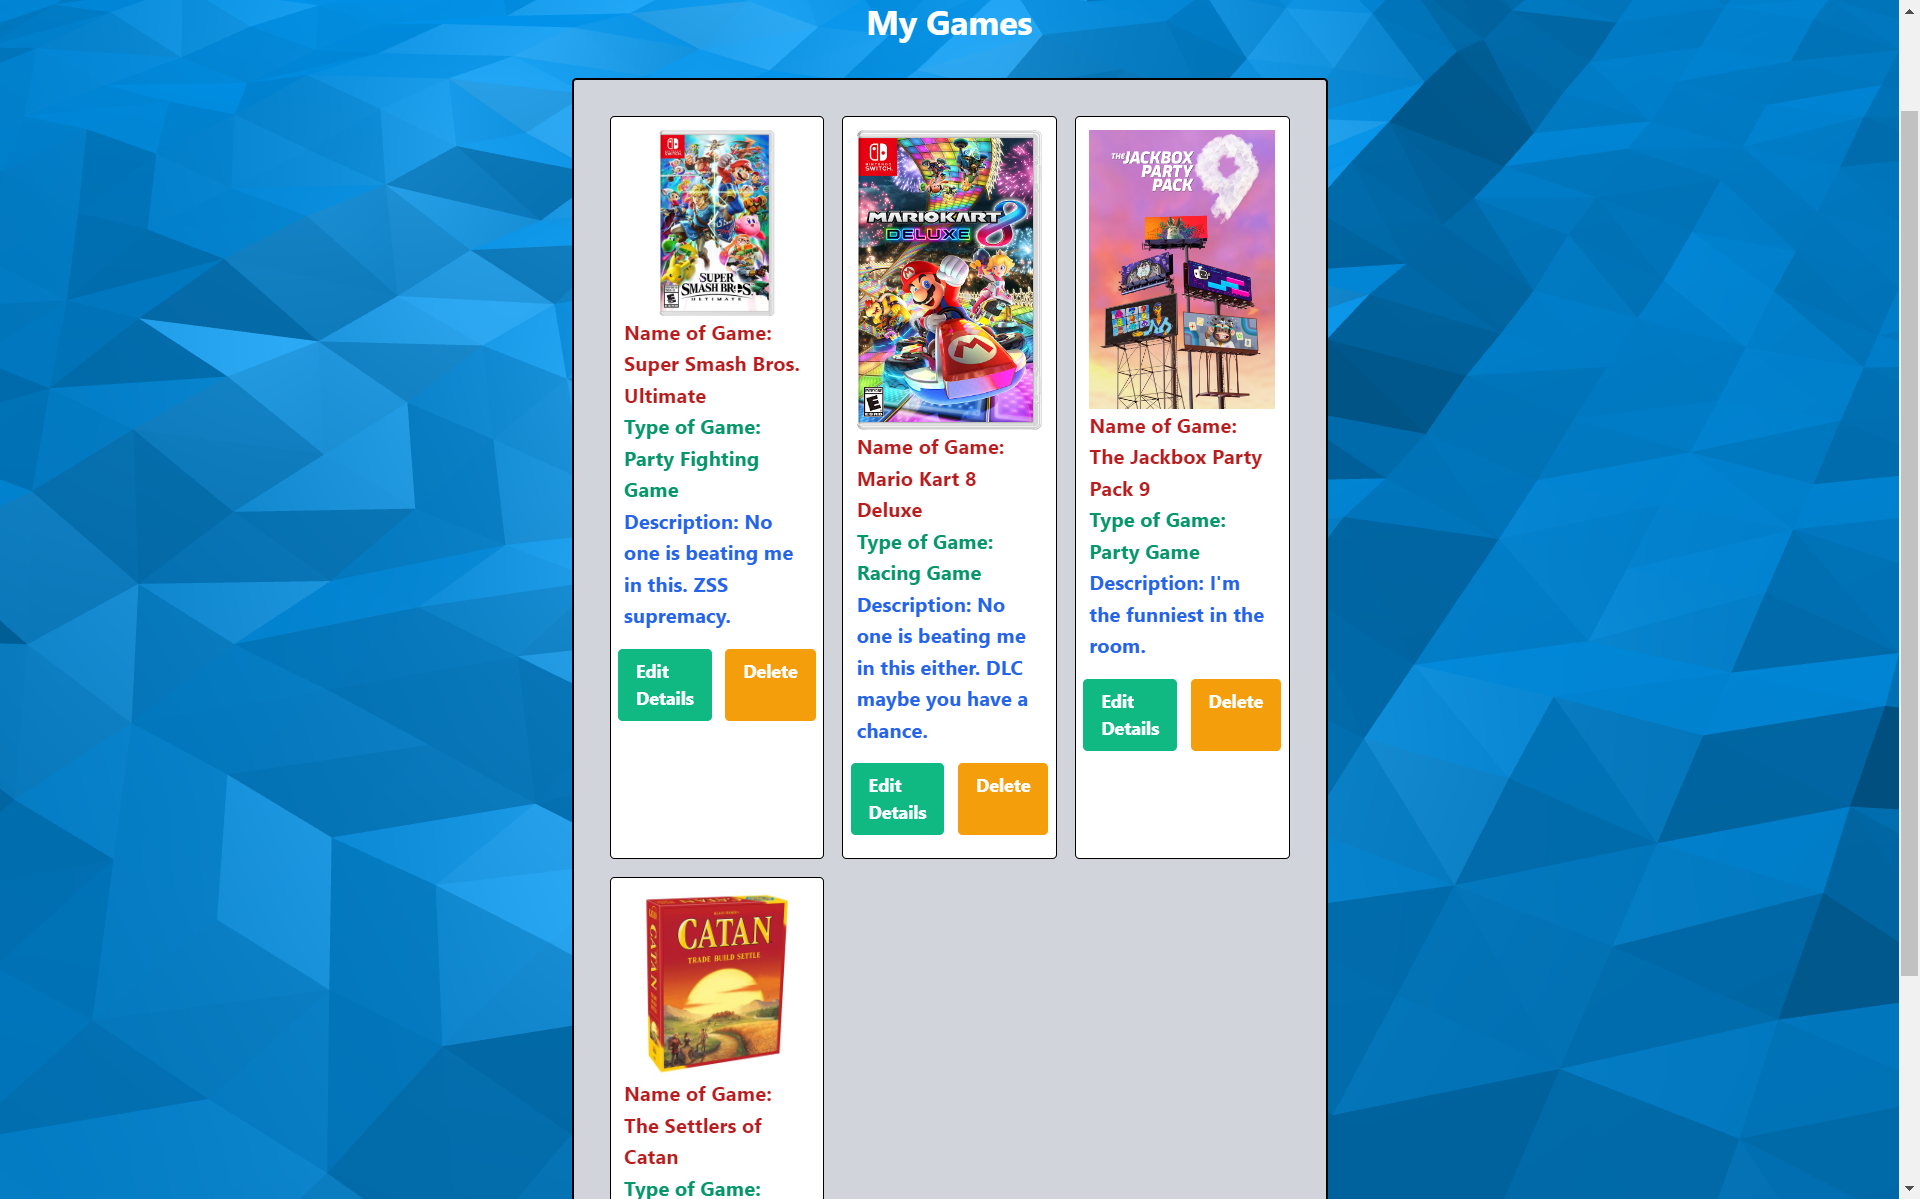 My Games
SUPER
SMASH BROS.
ULTIMATE
Name of Game:
Super Smash Bros.
Ultimate
Type of Game:
Party Fighting
Game
Description: No
one is beating me
in this. ZSS
supremacy.
Edit
Details
Delete
NINTENDO
SWITCH
MARIOKART 8
DELUXE
E
Name of Game:
Mario Kart 8
Deluxe
Type of Game:
Racing Game
Description: No
one is beating me
in this either. DLC
maybe you have a
chance.
Edit
Details
Delete
THE JACKBOX
PARTY
PACK 9
Name of Game:
The Jackbox Party
Pack 9
Type of Game:
Party Game
Description: I'm
the funniest in the
room.
Edit
Details
Delete
CATAN
TRADE BUILD SETTLE
CATAN
Name of Game:
The Settlers of
Catan
Type of Game: